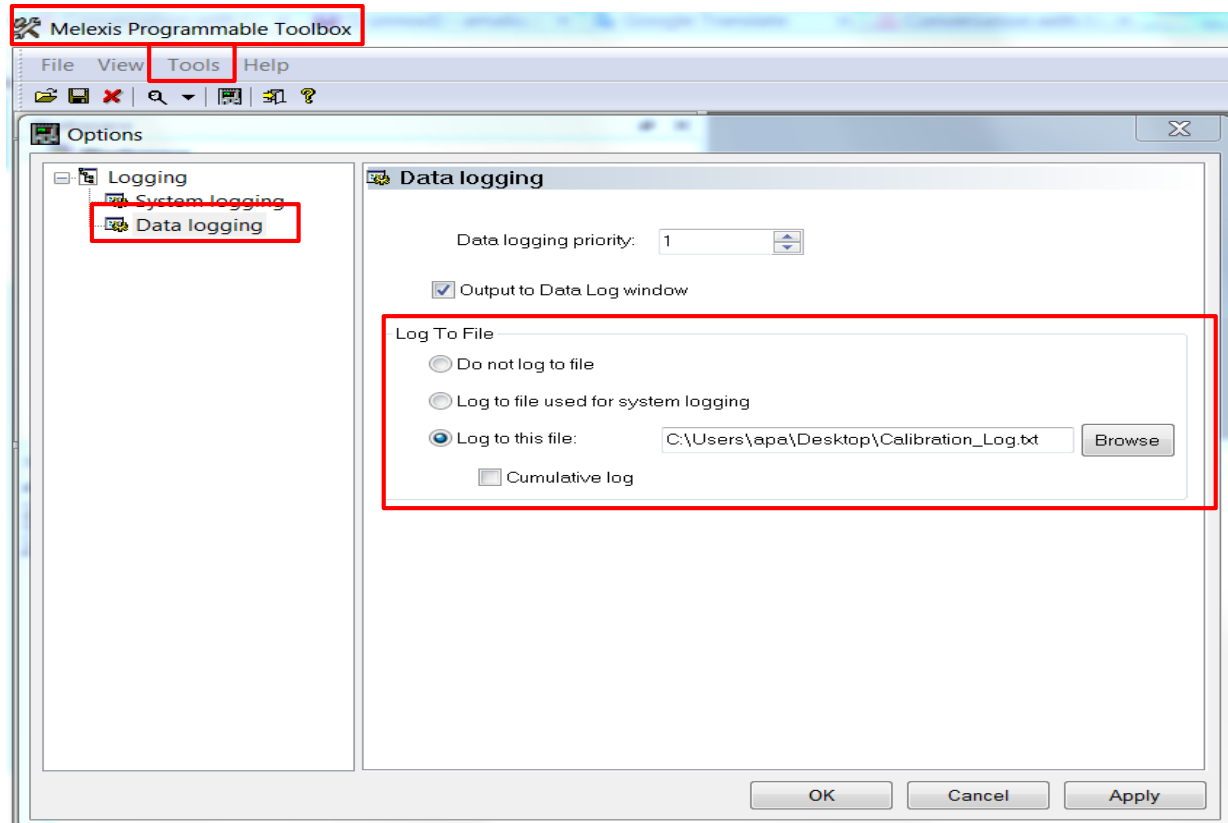 Melexis Programmable Toolbox
File View Tools Help
Options
Logging
System logging
Data logging
Data logging
Data logging priority: 1
Output to Data Log window
Log To File
Do not log to file
Log to file used for system logging
Log to this file: C:\Users\apa\Desktop\Calibration_Log.txt Browse
Cumulative log
OK Cancel Apply